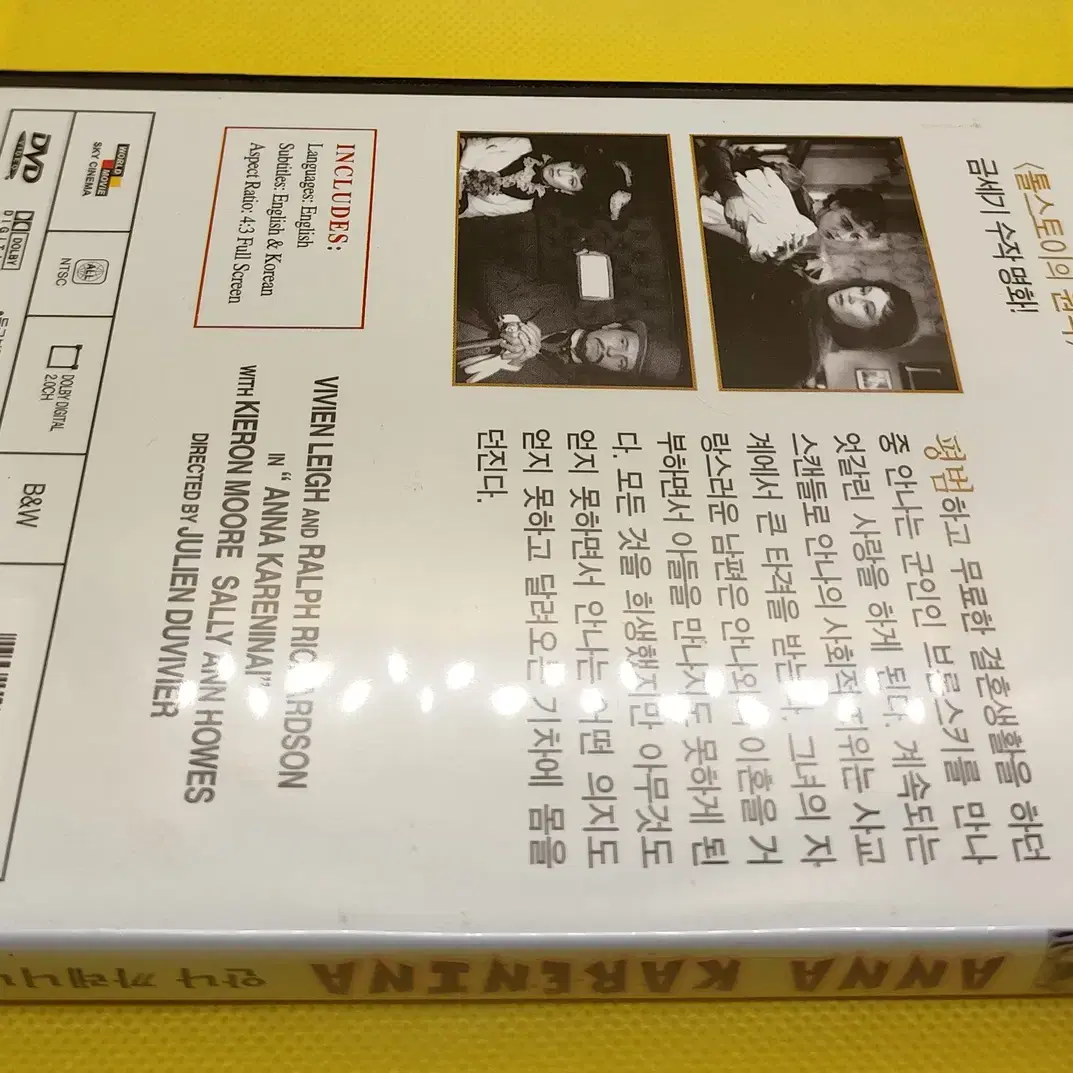 <톨스토이의
금세기 수작 명화!
평범하고 무료한 결혼생활을 하던
중 안나는 군인인 브론스키를 만나
엇갈린 사랑을 하게 된다. 계속되는
스캔들로 안나의 사회적 지위는 사교
계에서 큰 타격을 받는다. 그녀의 자
랑스러운 남편은 안나와의 이혼을 거
부하면서 아들을 만나지도 못하게 된
다. 모든 것을 희생했지만 아무것도
얻지 못하면서 안나는 어떤 의지도
얻지 못하고 달려오는 기차에 몸을
던진다.
INCLUDES:
Languages: English
Subtitles: English & Korean
Aspect Ratio: 4:3 Full Screen
VIVIEN LEIGH AND RALPH RICHARDSON
IN "ANNA KARENINAI"
WITH KIERON MOORE SALLY ANN HOWES
DIRECTED BY JULIEN DUVIVIER
WORLD MOVIE
SKY CINEMA
ALL
NTSC
DOLBY DIGITAL
2.0CH
B&W
DVD
VIDEO
DOLBY
ANNA KARENINA 안나 까레니나